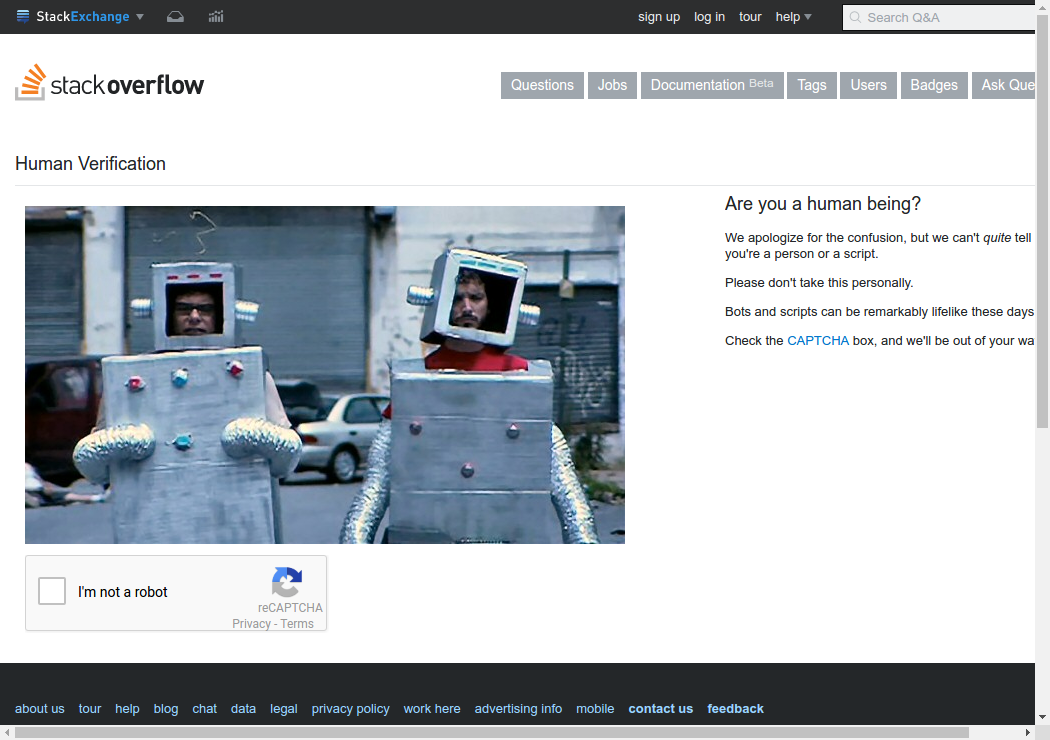 StackExchange
sign up log in tour help
Search Q&A
stackoverflow
Questions Jobs Documentation Beta Tags Users Badges Ask Que
Human Verification
Are you a human being?
We apologize for the confusion, but we can't quite tell
you're a person or a script.
Please don't take this personally.
Bots and scripts can be remarkably lifelike these days
Check the CAPTCHA box, and we'll be out of your wa
I'm not a robot
reCAPTCHA
Privacy - Terms
about us tour help blog chat data legal privacy policy work here advertising info mobile contact us feedback